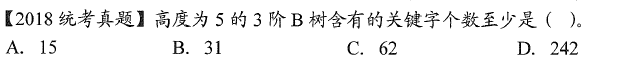 【2018 统考真题】高度为 5 的 3 阶 B 树含有的关键字个数至少是（ ）。
A. 15 B. 31 C. 62 D. 242